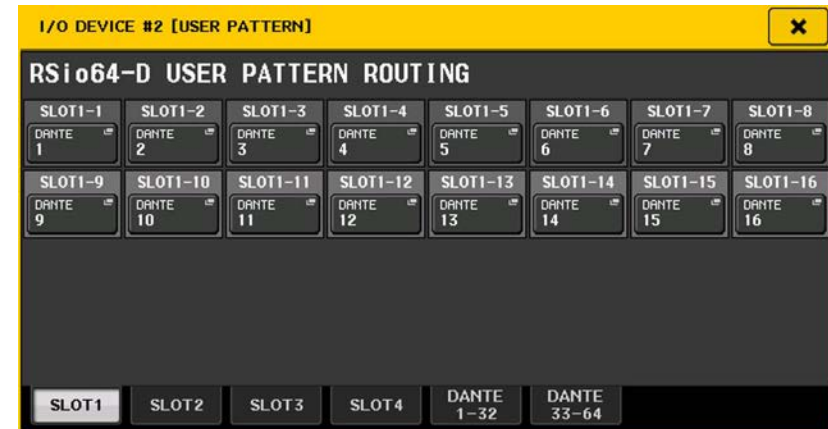 I/O DEVICE #2 [USER PATTERN]
RSio64-D USER PATTERN ROUTING
SLOT1-1 SLOT1-2 SLOT1-3 SLOT1-4 SLOT1-5 SLOT1-6 SLOT1-7 SLOT1-8
DANTE DANTE DANTE DANTE DANTE DANTE DANTE DANTE
1 2 3 4 5 6 7 8
SLOT1-9 SLOT1-10 SLOT1-11 SLOT1-12 SLOT1-13 SLOT1-14 SLOT1-15 SLOT1-16
DANTE DANTE DANTE DANTE DANTE DANTE DANTE DANTE
9 10 11 12 13 14 15 16
SLOT1 SLOT2 SLOT3 SLOT4 DANTE DANTE
1-32 33-64